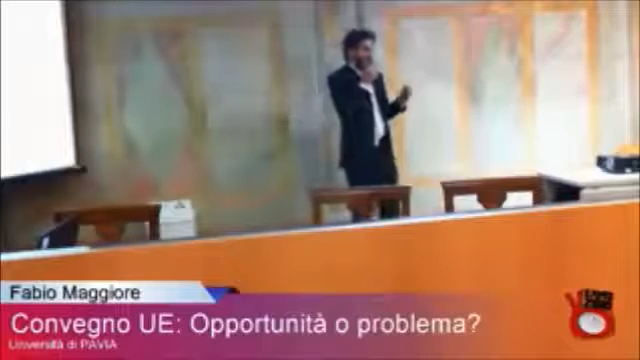 Fabio Maggiore
Convegno UE: Opportunità o problema?
Università di PAVIA